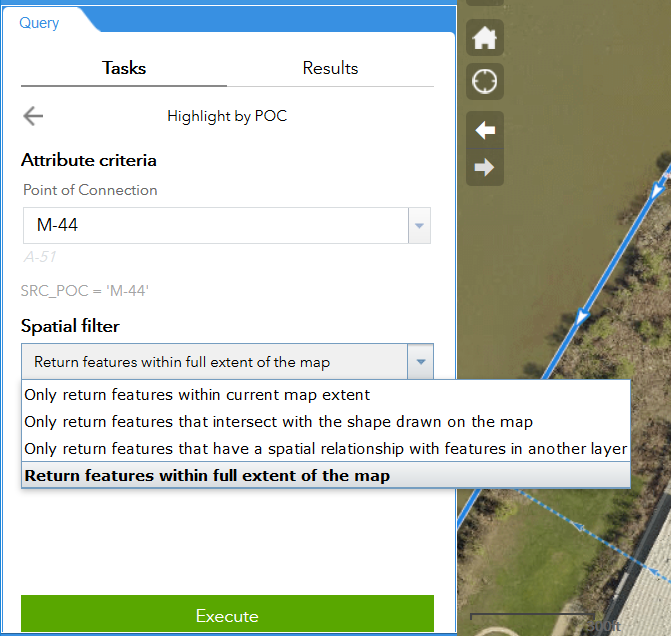 Query
Tasks
Results
Highlight by POC
Attribute criteria
Point of Connection
M-44
A-51
SRC_POC = 'M-44'
Spatial filter
Return features within full extent of the map
Only return features within current map extent
Only return features that intersect with the shape drawn on the map
Only return features that have a spatial relationship with features in another layer
Return features within full extent of the map
Execute
300ft